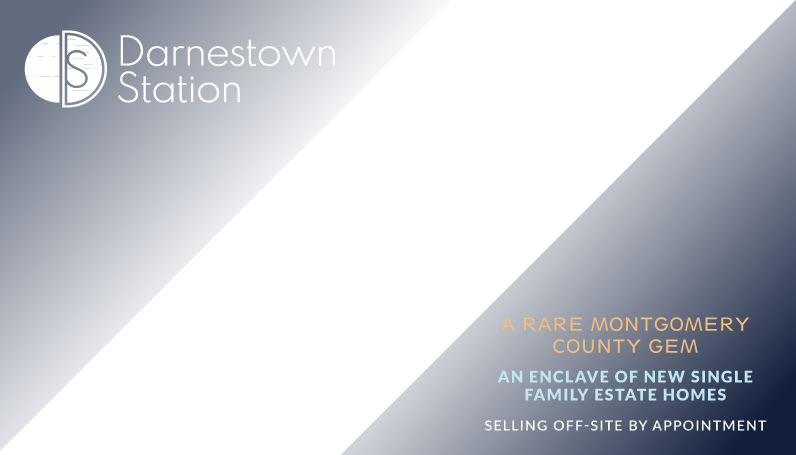 DS
Darnestown
Station
A RARE MONTGOMERY
COUNTY GEM
AN ENCLAVE OF NEW SINGLE
FAMILY ESTATE HOMES
SELLING OFF-SITE BY APPOINTMENT